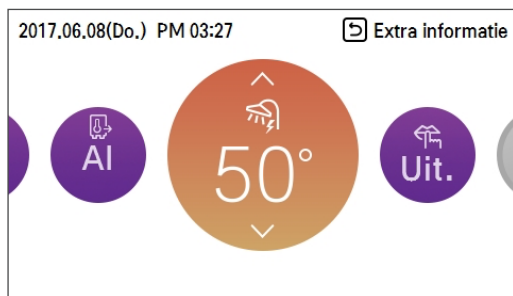 2017.06.08(Do.) PM 03:27
Extra informatie
AI
50°
Uit.